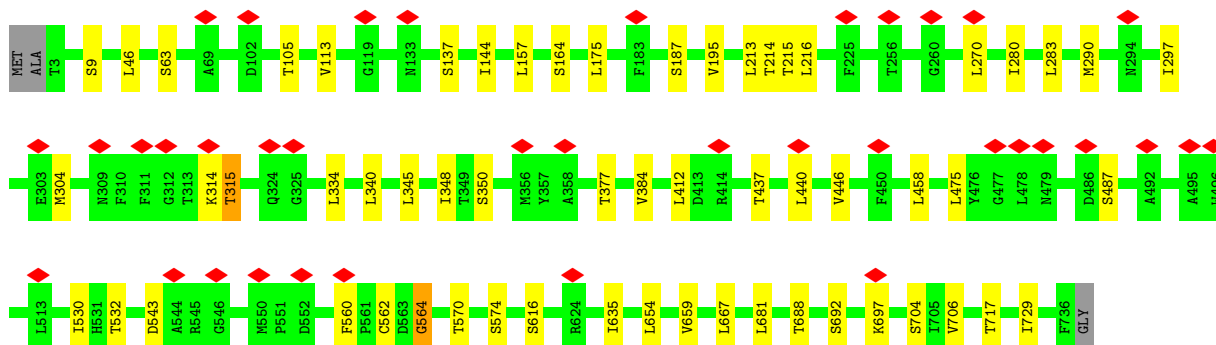 MET ALA T3 S9 L46 S63 A69 D102 T105 V113 G119 N133 S137 I144 L157 S164 L175 F183 S187 V195 L213 T214 T215 L216 F225 T256 G260 L270 I280 L283 M290 N294 I297
E303 M304 N309 F310 F311 G312 T313 K314 T315 Q324 G325 L334 L340 L345 I348 T349 S350 M356 Y357 A358 T377 V384 L412 D413 R414 T437 L440 V446 F450 L458 L475 Y476 G477 L478 N479 D486 S487 A492 A495
L513 I530 H531 T532 D543 A544 R545 G546 M550 P551 D552 F560 P561 C562 D563 G564 T570 S574 S616 R624 I635 L654 V659 L667 L681 T688 S692 K697 S704 I705 V706 T717 I729 F736 GLY